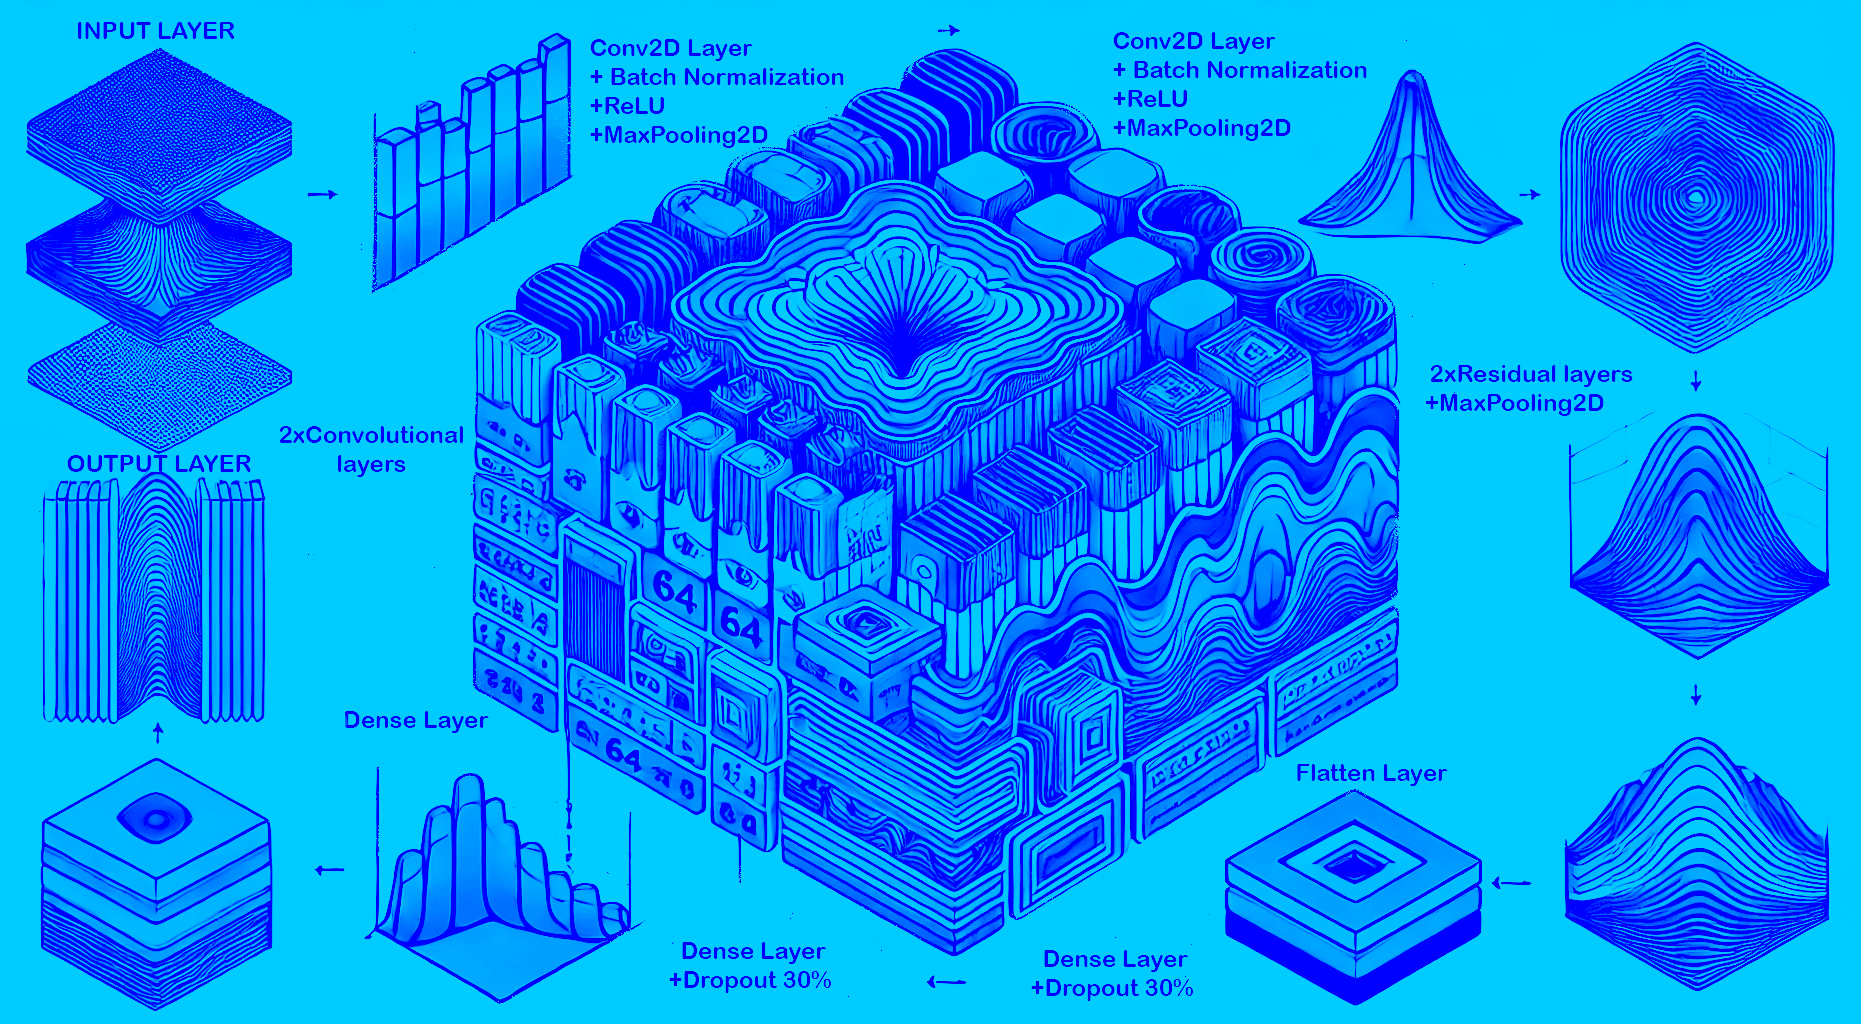 INPUT LAYER
Conv2D Layer
+ Batch Normalization
+ReLU
+MaxPooling2D
Conv2D Layer
+ Batch Normalization
+ReLU
+MaxPooling2D
2xResidual layers
+MaxPooling2D
2xConvolutional
layers
OUTPUT LAYER
64
64
64
Dense Layer
Flatten Layer
Dense Layer
+Dropout 30%
Dense Layer
+Dropout 30%